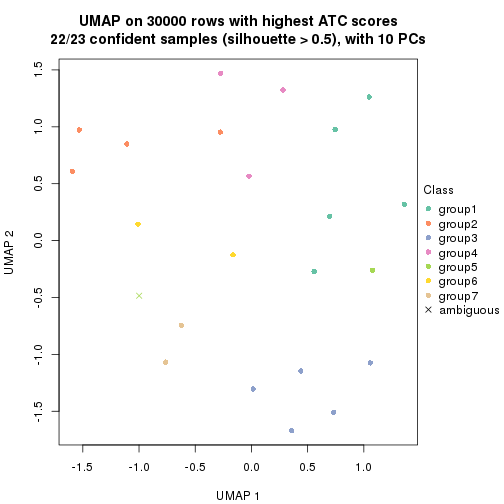 UMAP on 30000 rows with highest ATC scores
22/23 confident samples (silhouette > 0.5), with 10 PCs
1.5
1.0
0.5
0.0
-0.5
-1.0
-1.5
UMAP 2
-1.5 -1.0 -0.5 0.0 0.5 1.0
UMAP 1
Class
group1
group2
group3
group4
group5
group6
group7
ambiguous